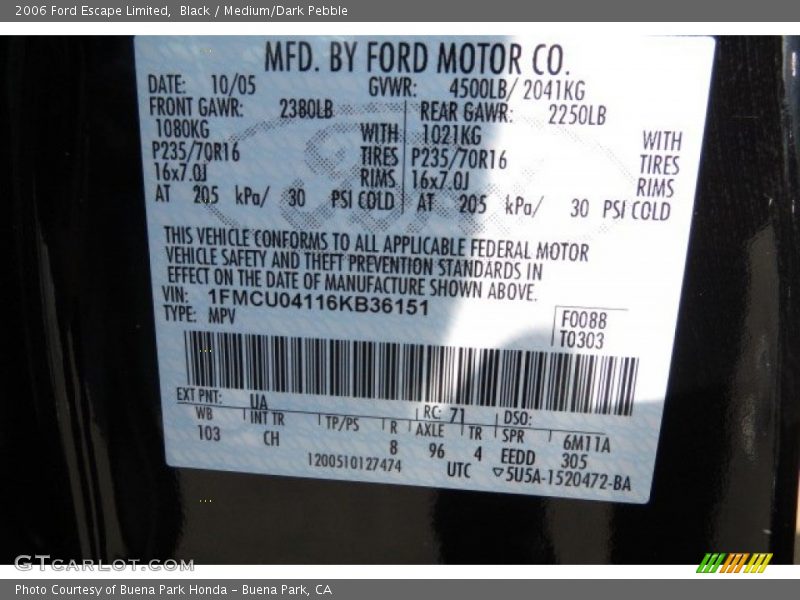 2006 Ford Escape Limited, Black / Medium/Dark Pebble
MFD. BY FORD MOTOR CO.
DATE: 10/05 GVWR: 4500LB/ 2041KG
FRONT GAWR: 2380LB REAR GAWR: 2250LB
1080KG WITH 1021KG WITH
P235/70R16 TIRES P235/70R16 TIRES
16x7.0J RIMS 16x7.0J RIMS
AT 205 kPa/ 30 PSI COLD AT 205 kPa/ 30 PSI COLD
THIS VEHICLE CONFORMS TO ALL APPLICABLE FEDERAL MOTOR
VEHICLE SAFETY AND THEFT PREVENTION STANDARDS IN
EFFECT ON THE DATE OF MANUFACTURE SHOWN ABOVE.
VIN: 1FMCU04116KB36151
TYPE: MPV
F0088
T0303
EXT PNT: UA RC: 71 DSO:
WB INT TR TP/PS R AXLE TR SPR 6M11A
103 CH 8 96 4 EEDD 305
1200510127474 UTC ▽5U5A-1520472-BA
GTCARLOT.COM
Photo Courtesy of Buena Park Honda - Buena Park, CA